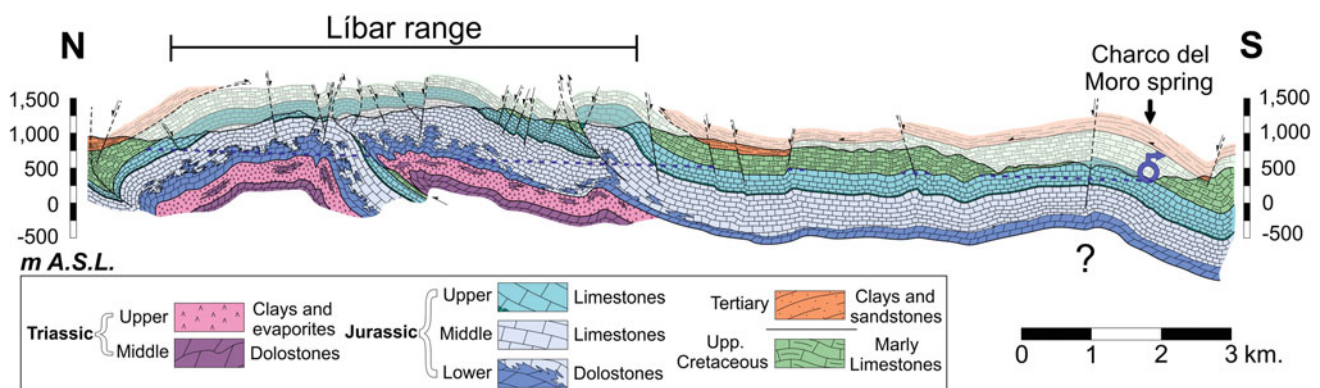 Líbar range
N
S
Charco del
Moro spring
1,500
1,000
500
0
-500
1,500
1,000
500
0
-500
m A.S.L.
?
Triassic
Upper
Clays and
evaporites
Middle
Dolostones
Jurassic
Upper
Limestones
Middle
Limestones
Lower
Dolostones
Tertiary
Clays and
sandstones
Upp.
Cretaceous
Marly
Limestones
0 1 2 3 km.